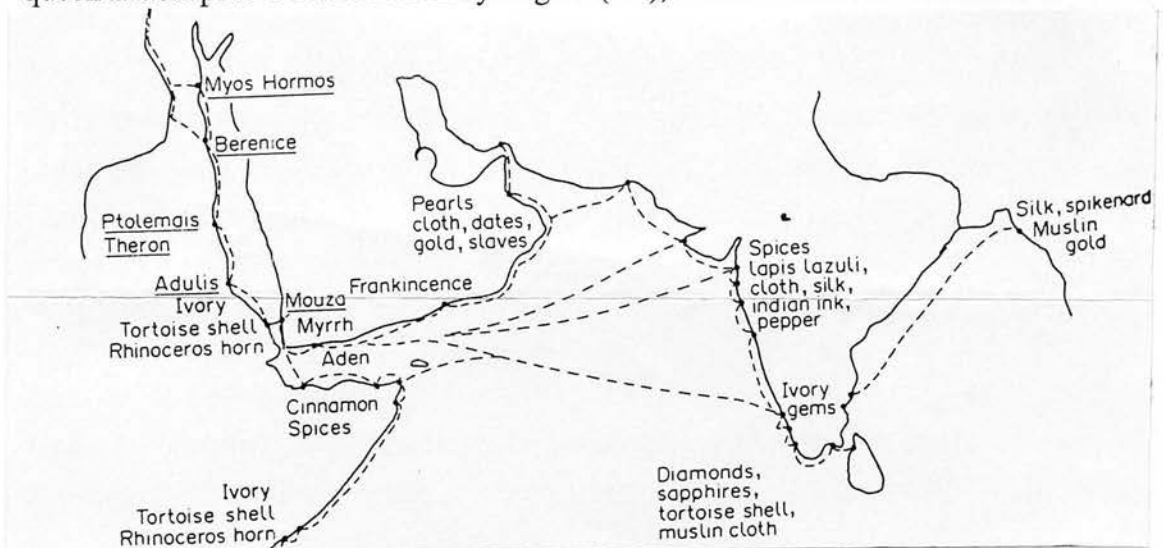 Myos Hormos
Berenice
Ptolemais
Theron
Adulis
Ivory
Tortoise shell
Rhinoceros horn
Mouza
Myrrh
Aden
Frankincence
Cinnamon
Spices
Ivory
Tortoise shell
Rhinoceros horn
Pearls
cloth, dates,
gold, slaves
Spices
lapis lazuli,
cloth, silk,
indian ink,
pepper
Ivory
gems
Diamonds,
sapphires,
tortoise shell,
muslin cloth
Silk, spikenard
Muslin
gold